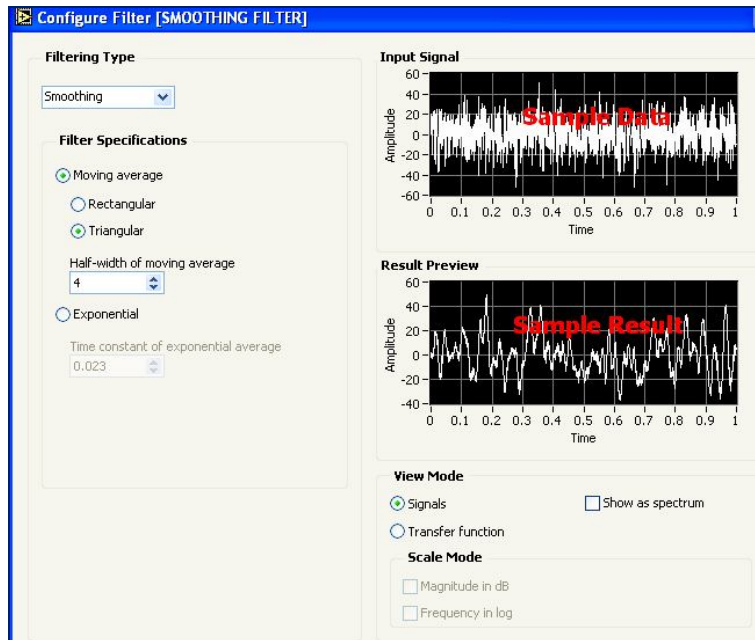 Configure Filter [SMOOTHING FILTER]
Filtering Type
Smoothing
Filter Specifications
Moving average
Rectangular
Triangular
Half-width of moving average
4
Exponential
Time constant of exponential average
0.023
Input Signal
Sample Data
Amplitude
60
40
20
0
-20
-40
-60
0 0.1 0.2 0.3 0.4 0.5 0.6 0.7 0.8 0.9 1
Time
Result Preview
Sample Result
Amplitude
60
40
20
0
-20
-40
0 0.1 0.2 0.3 0.4 0.5 0.6 0.7 0.8 0.9 1
Time
View Mode
Signals
Show as spectrum
Transfer function
Scale Mode
Magnitude in dB
Frequency in log